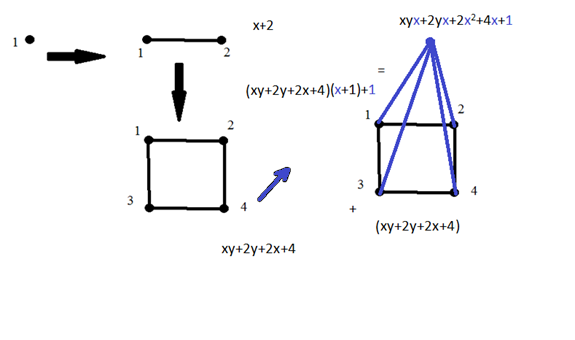 xyx+2yx+2x²+4x+1
x+2
1
1 2
=
(xy+2y+2x+4)(x+1)+1
1 2
1 2
3 4
3 4
+
(xy+2y+2x+4)
xy+2y+2x+4